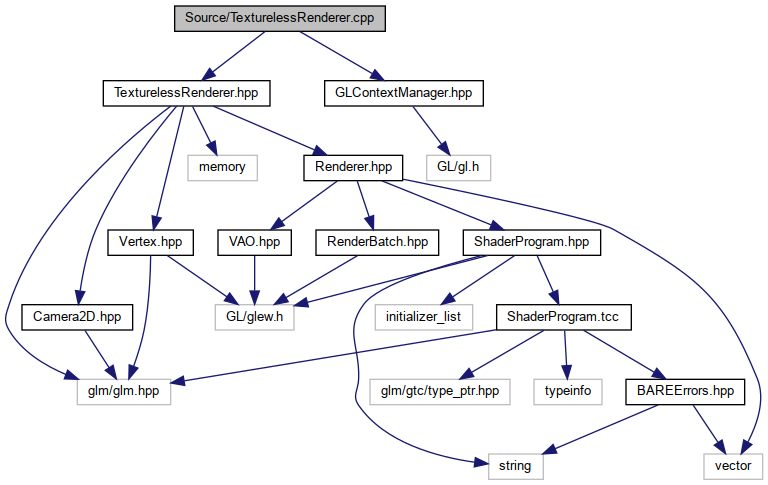 Source/TexturelessRenderer.cpp
TexturelessRenderer.hpp
GLContextManager.hpp
memory
Renderer.hpp
GL/gl.h
Vertex.hpp
VAO.hpp
RenderBatch.hpp
ShaderProgram.hpp
Camera2D.hpp
GL/glew.h
initializer_list
ShaderProgram.tcc
glm/glm.hpp
glm/gtc/type_ptr.hpp
typeinfo
BAREErrors.hpp
string
vector